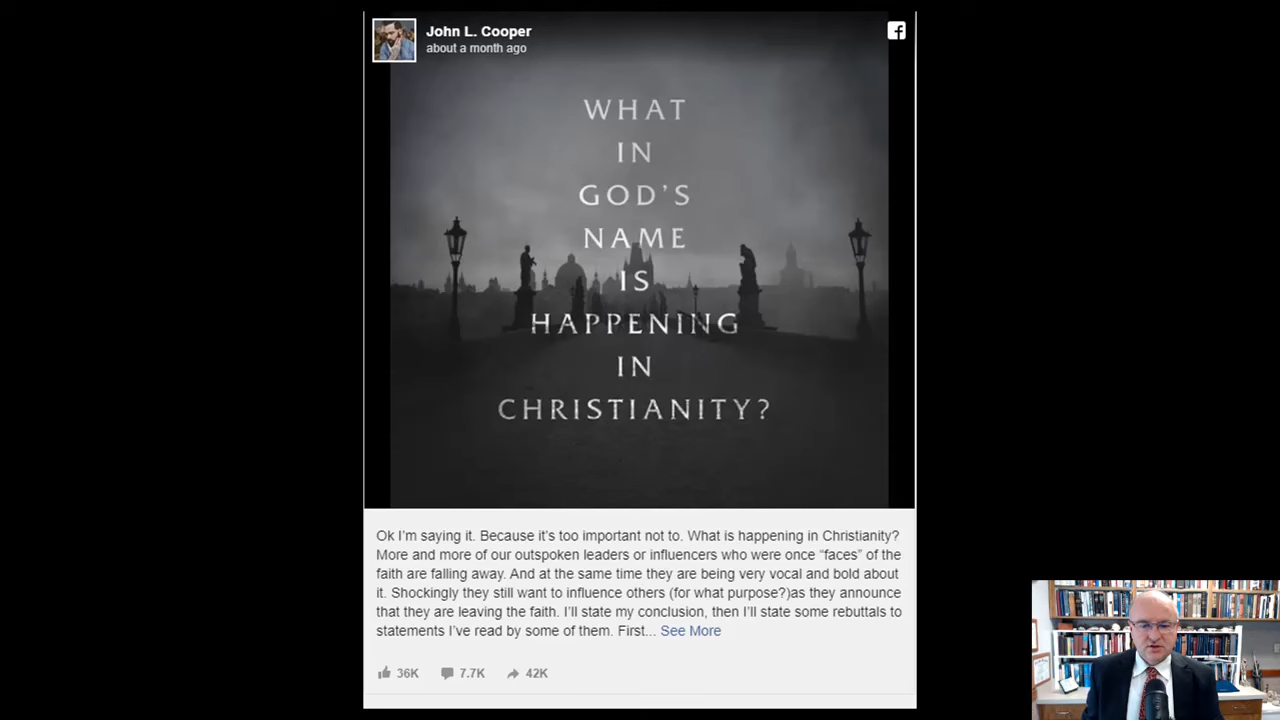 John L. Cooper
about a month ago
WHAT
IN
GOD'S
NAME
IS
HAPPENING
IN
CHRISTIANITY?
Ok I'm saying it. Because it's too important not to. What is happening in Christianity?
More and more of our outspoken leaders or influencers who were once “faces” of the
faith are falling away. And at the same time they are being very vocal and bold about
it. Shockingly they still want to influence others (for what purpose?)as they announce
that they are leaving the faith. I'll state my conclusion, then I'll state some rebuttals to
statements I've read by some of them. First... See More
36K 7.7K 42K